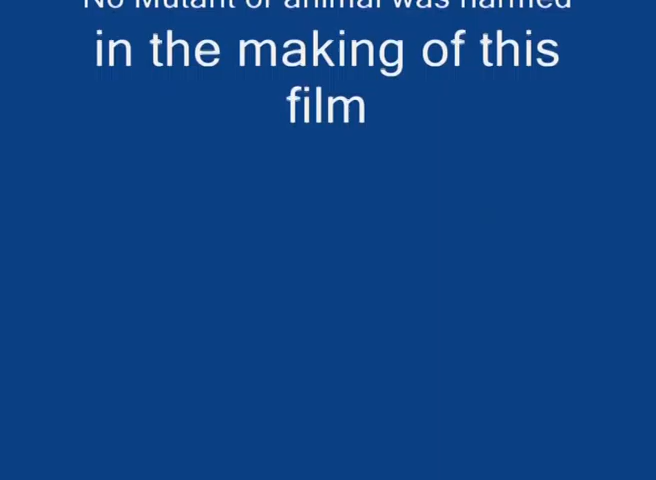 No Mutant or animal was harmed
in the making of this
film